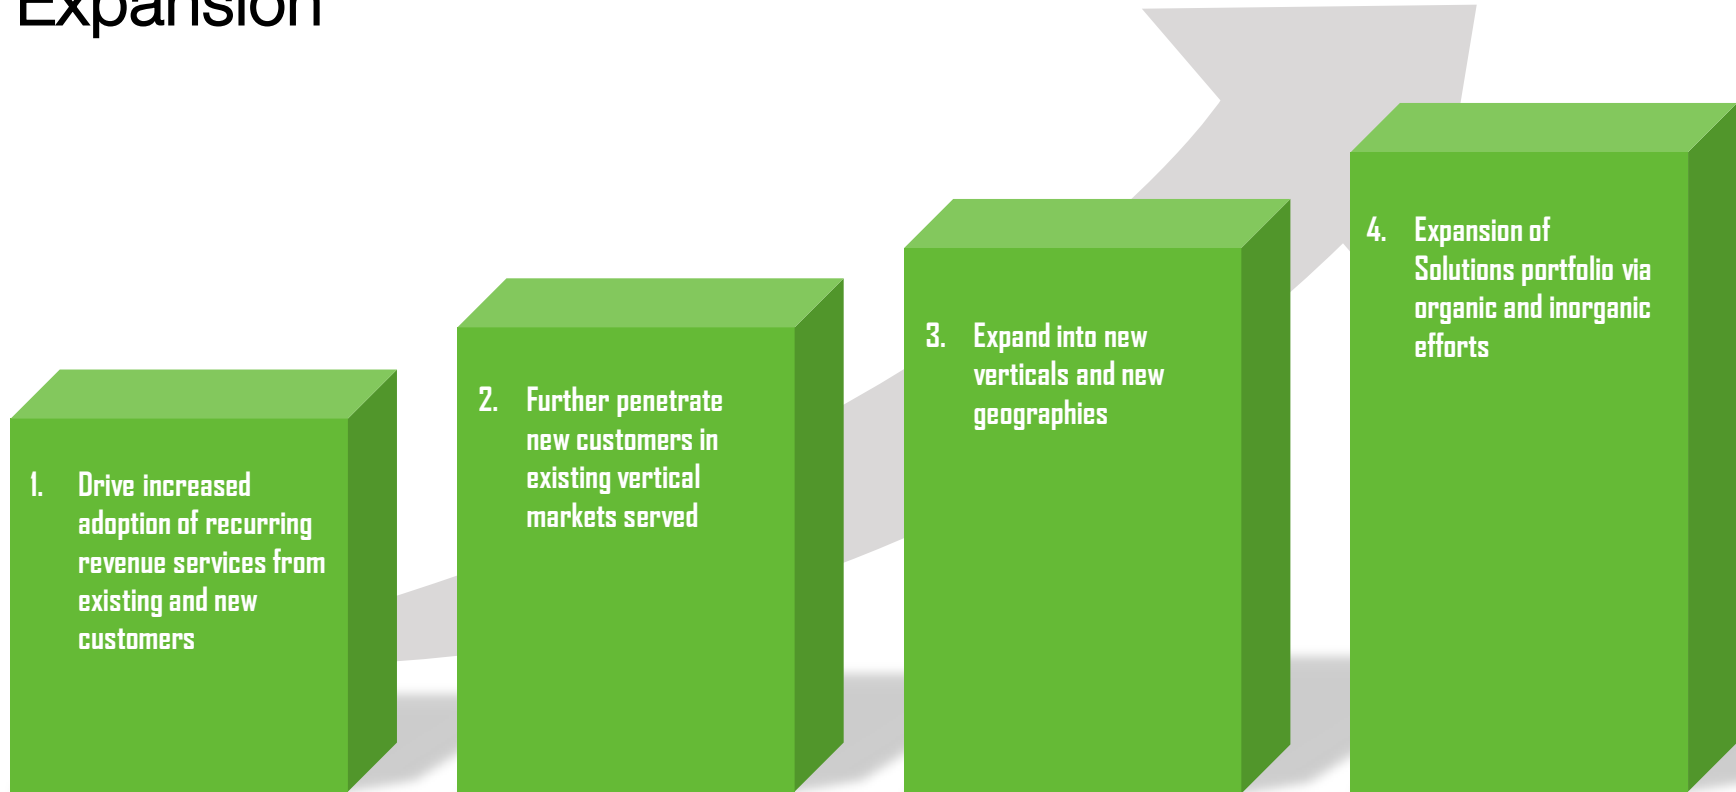 Expansion
1. Drive increased
adoption of recurring
revenue services from
existing and new
customers
2. Further penetrate
new customers in
existing vertical
markets served
3. Expand into new
verticals and new
geographies
4. Expansion of
Solutions portfolio via
organic and inorganic
efforts